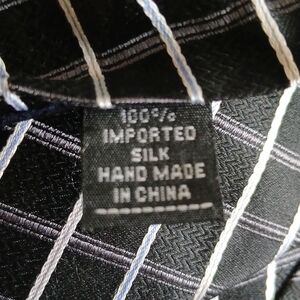 100%
IMPORTED
SILK
HAND MADE
IN CHINA